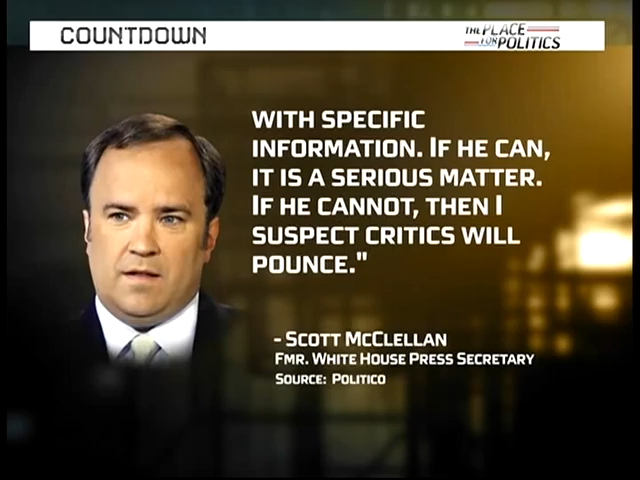 COUNTDOWN
THE PLACE
FOR POLITICS
WITH SPECIFIC
INFORMATION. IF HE CAN,
IT IS A SERIOUS MATTER.
IF HE CANNOT, THEN I
SUSPECT CRITICS WILL
POUNCE."
- SCOTT MCCLELLAN
FMR. WHITE HOUSE PRESS SECRETARY
SOURCE: POLITICO